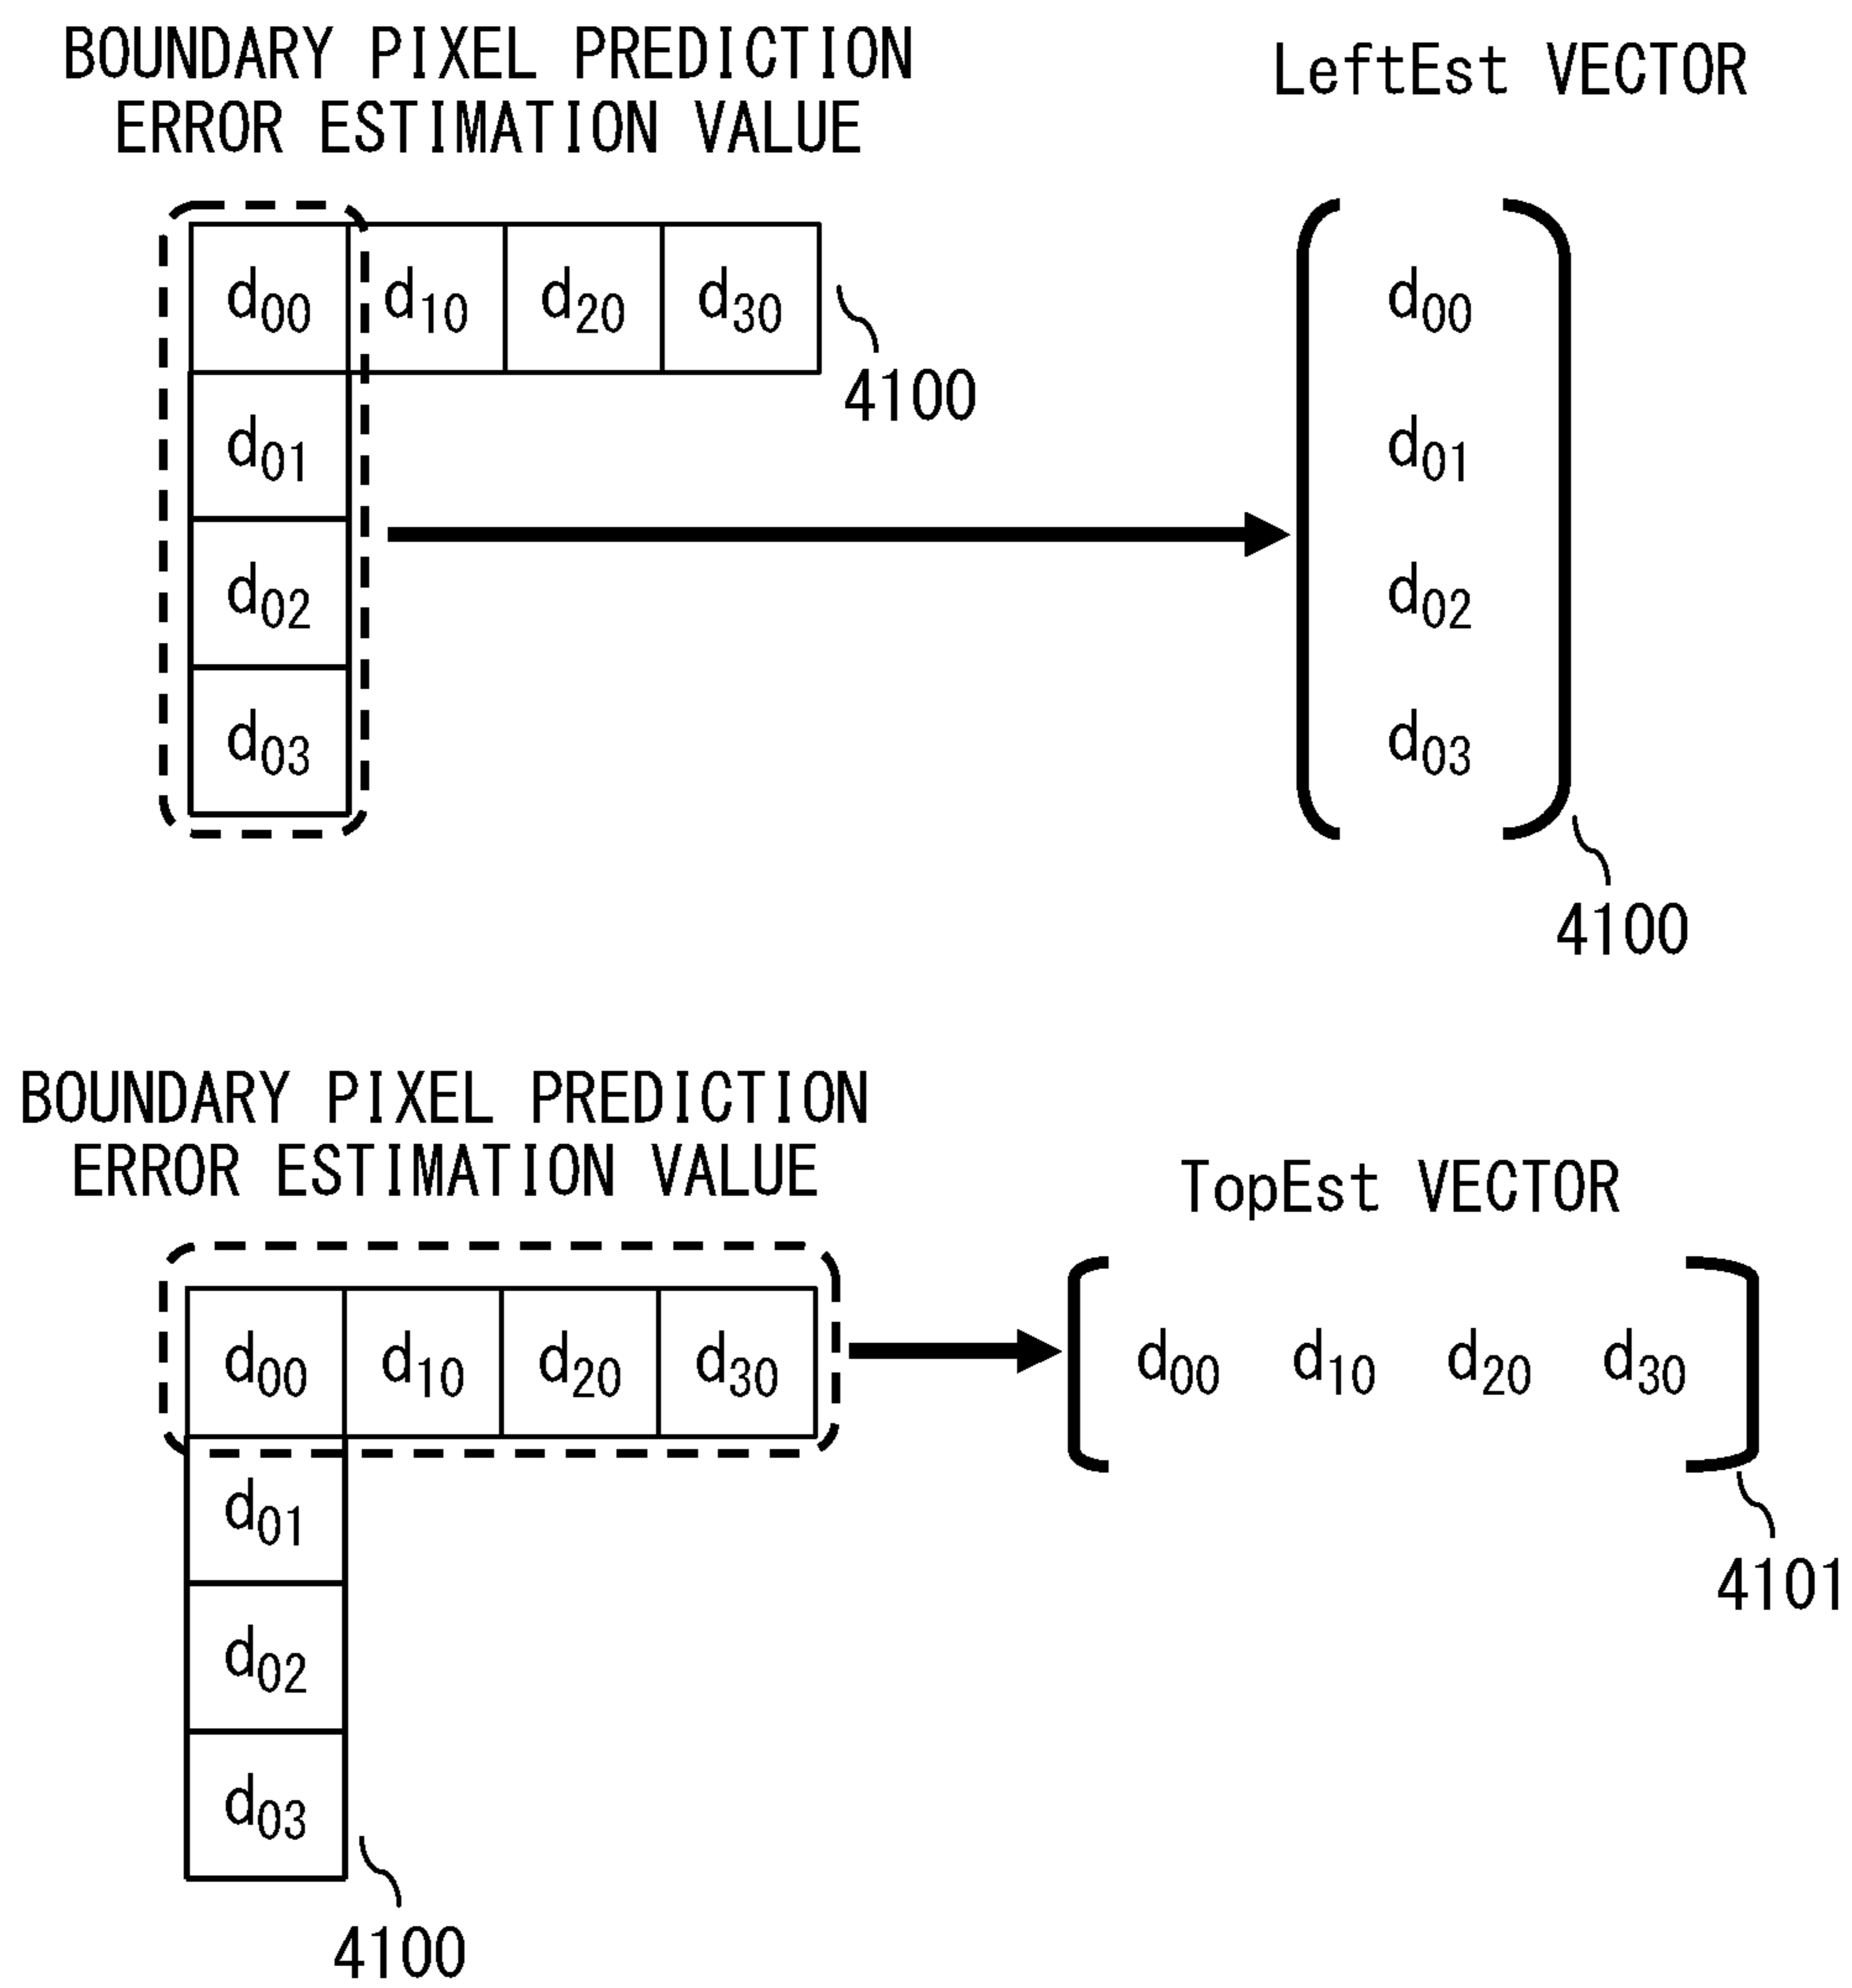 BOUNDARY PIXEL PREDICTION
ERROR ESTIMATION VALUE
LeftEst VECTOR
d00 d10 d20 d30
d01
d02
d03
4100
d00
d01
d02
d03
4100
BOUNDARY PIXEL PREDICTION
ERROR ESTIMATION VALUE
TopEst VECTOR
d00 d10 d20 d30
d01
d02
d03
4100
d00 d10 d20 d30
4101